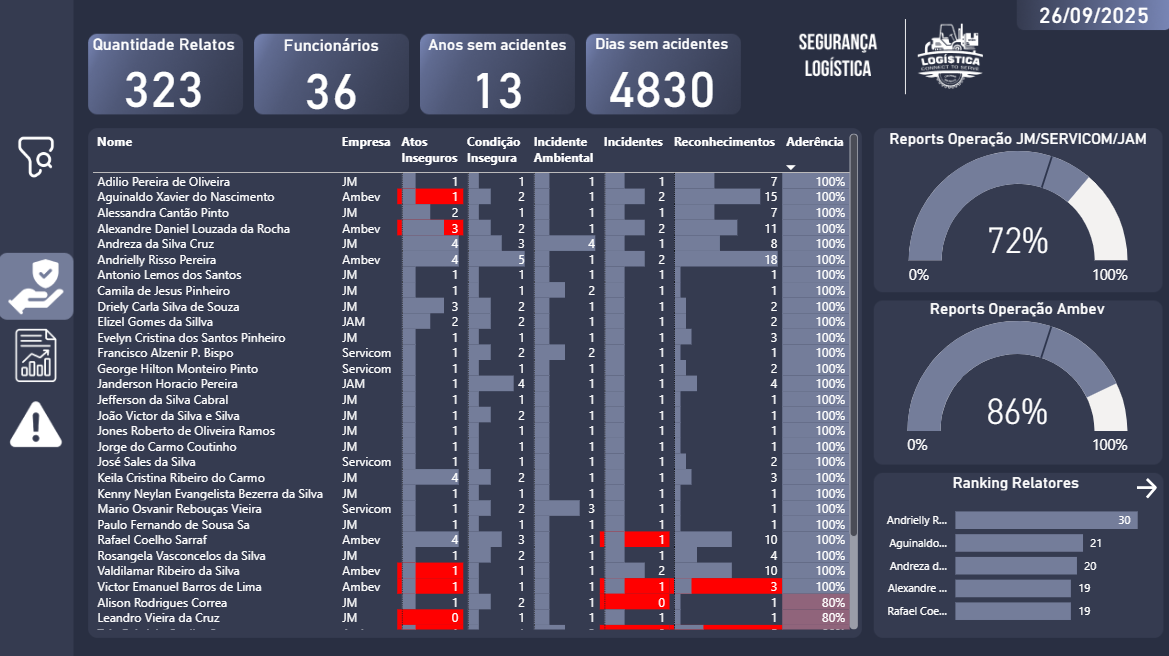 26/09/2025
Quantidade Relatos
323
Funcionários
36
Anos sem acidentes
13
Dias sem acidentes
4830
SEGURANÇA
LOGÍSTICA
LOGÍSTICA
CONNECT TO SERVE
Nome Empresa Atos Inseguros Condição Insegura Incidente Ambiental Incidentes Reconhecimentos Aderência
Adilio Pereira de Oliveira JM 1 1 1 1 7 100%
Aguinaldo Xavier do Nascimento Ambev 1 2 1 2 15 100%
Alessandra Cantão Pinto JM 2 1 1 1 7 100%
Alexandre Daniel Louzada da Rocha Ambev 3 2 1 2 11 100%
Andreza da Silva Cruz JM 4 3 4 1 8 100%
Andrielly Risso Pereira Ambev 4 5 1 2 18 100%
Antonio Lemos dos Santos JM 1 1 1 1 1 100%
Camila de Jesus Pinheiro JM 1 1 2 1 1 100%
Driely Carla Silva de Souza JM 3 2 1 1 2 100%
Elizel Gomes da Sillva JAM 2 2 1 1 2 100%
Evelyn Cristina dos Santos Pinheiro JM 1 1 1 1 3 100%
Francisco Alzenir P. Bispo Servicom 1 2 2 1 1 100%
George Hilton Monteiro Pinto Servicom 1 1 1 1 2 100%
Janderson Horacio Pereira JAM 1 4 1 1 4 100%
Jefferson da Silva Cabral JM 1 1 1 1 1 100%
João Victor da Silva e Silva JM 1 2 1 1 1 100%
Jones Roberto de Oliveira Ramos JM 1 1 1 1 1 100%
Jorge do Carmo Coutinho JM 1 1 1 1 1 100%
José Sales da Silva Servicom 1 1 1 1 2 100%
Keila Cristina Ribeiro do Carmo JM 4 2 1 1 3 100%
Kenny Neylan Evangelista Bezerra da Silva JM 1 1 1 1 1 100%
Mario Osvanir Rebouças Vieira Servicom 1 2 3 1 1 100%
Paulo Fernando de Sousa Sa JM 1 1 1 1 1 100%
Rafael Coelho Sarraf Ambev 4 3 1 1 10 100%
Rosangela Vasconcelos da Silva JM 1 2 1 1 4 100%
Valdilamar Ribeiro da Silva Ambev 1 1 1 2 10 100%
Victor Emanuel Barros de Lima Ambev 1 1 1 1 3 100%
Alison Rodrigues Correa JM 1 2 1 0 1 80%
Leandro Vieira da Cruz JM 0 1 1 1 1 80%
Reports Operação JM/SERVICOM/JAM
72%
0% 100%
Reports Operação Ambev
86%
0% 100%
Ranking Relatores
Andrielly R... 30
Aguinaldo... 21
Andreza d... 20
Alexandre ... 19
Rafael Coe... 19